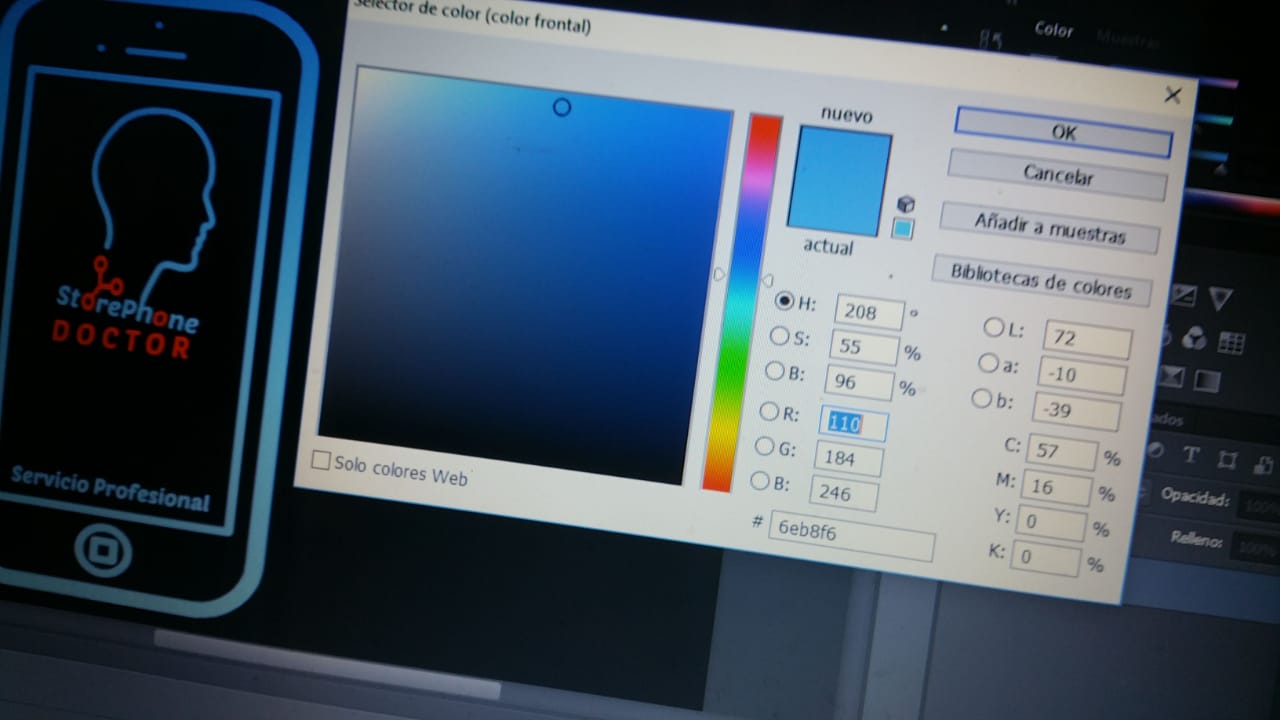 Selector de color (color frontal)
Color
Muestras
nuevo
actual
OK
Cancelar
Añadir a muestras
Bibliotecas de colores
H: 208 °
S: 55 %
B: 96 %
R: 110
G: 184
B: 246
# 6eb8f6
L: 72
a: -10
b: -39
C: 57 %
M: 16 %
Y: 0 %
K: 0 %
Solo colores Web
StorePhone
DOCTOR
Servicio Profesional
T
Opacidad: 100%
Relleno: 100%